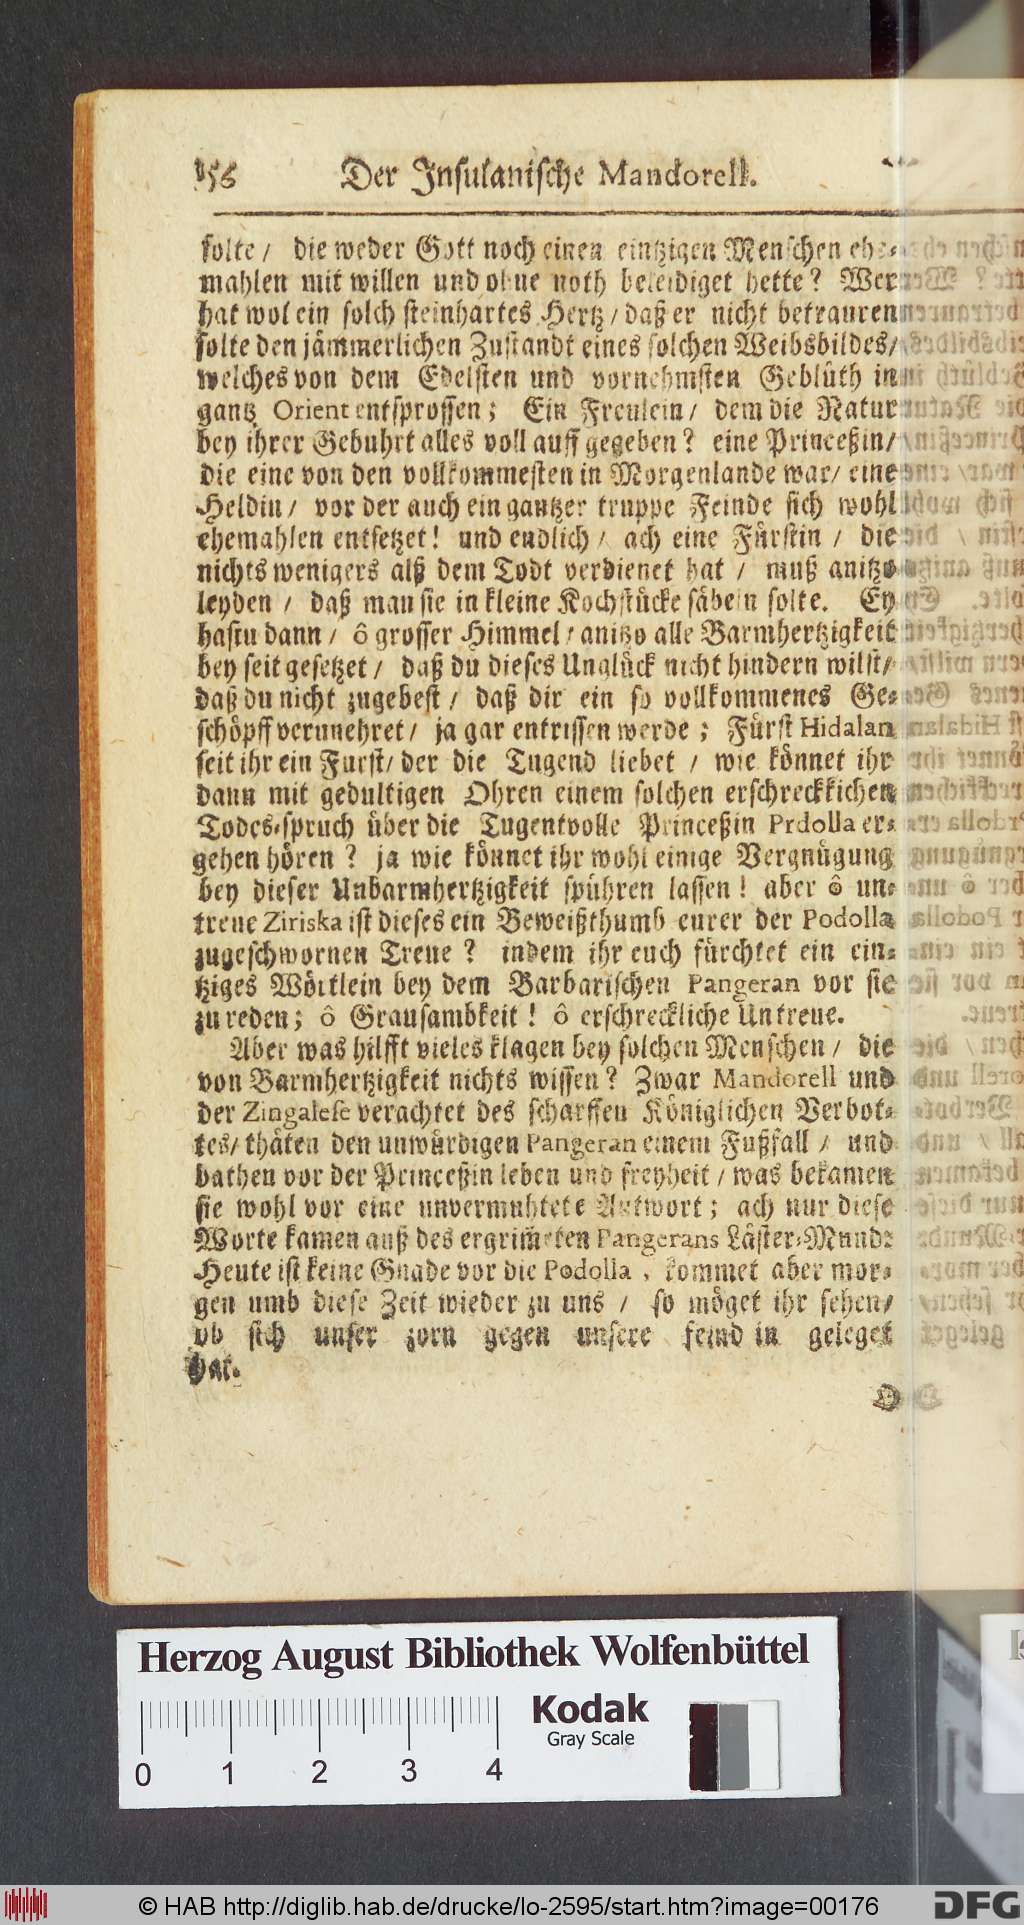 156 Der Insulanische Mandorell.
solte / die weder Gott noch einen eintzigen Menschen ehe-
mahlen mit willen und ohne noth beleidiget hette? Wer
hat wol ein solch steinhartes Hertz / daß er nicht betrauren
solte den jämmerlichen Zustandt eines solchen Weibsbildes /
welches von dem Edelsten und vornehmsten Geblüth in
gantz Orient entsprossen; Ein Freulein / dem die Natur
bey ihrer Gebuhrt alles voll auff gegeben? eine Princeßin /
die eine von den vollkommesten in Morgenlande war / eine
Heldin / vor der auch ein gantzer truppe Feinde sich wohl
ehemahlen entsetzet! und endlich / ach eine Fürstin / die
nichts wenigers alß dem Todt verdienet hat / muß anitzo
leyden / daß man sie in kleine Kochstücke säbeln solte. Ey
hastu dann / ô grosser Himmel / anitzo alle Barmhertzigkeit
bey seit gesetzet / daß du dieses Unglück nicht hindern wilst /
daß du nicht zugebest / daß dir ein so vollkommenes Ge-
schöpff verunehret / ja gar entrissen werde; Fürst Hidalan
seit ihr ein Furst / der die Tugend liebet / wie könnet ihr
dann mit gedultigen Ohren einem solchen erschreckkichen
Todes-spruch über die Tugentvolle Princeßin Prdolla er-
gehen hören? ja wie könnet ihr wohl einige Vergnügung
bey dieser Unbarmhertzigkeit spühren lassen! aber ô un-
treue Ziriska ist dieses ein Beweißthumb eurer der Podolla
zugeschwornen Treue? indem ihr euch fürchtet ein ein-
tziges Wörtlein bey dem Barbarischen Pangeran vor sie
zu reden; ô Grausambkeit! ô erschreckliche Untreue.
Aber was hilfft vieles klagen bey solchen Menschen / die
von Barmhertzigkeit nichts wissen? Zwar Mandorell und
der Zingalese verachtet des scharffen Königlichen Verbot-
tes / thäten den unwürdigen Pangeran einem Fußfall / und
bathen vor der Princeßin leben und freyheit / was bekamen
sie wohl vor eine unvermuhtete Antwort; ach nur diese
Worte kamen auß des ergrim̃eten Pangerans Läster-Mund:
Heute ist keine Gnade vor die Podolla, kommet aber mor-
gen umb diese Zeit wieder zu uns / so möget ihr sehen /
ob sich unser zorn gegen unsere feind in geleget
hat.
Herzog August Bibliothek Wolfenbüttel
Kodak
Gray Scale
0 1 2 3 4
© HAB http://diglib.hab.de/drucke/lo-2595/start.htm?image=00176
DFG